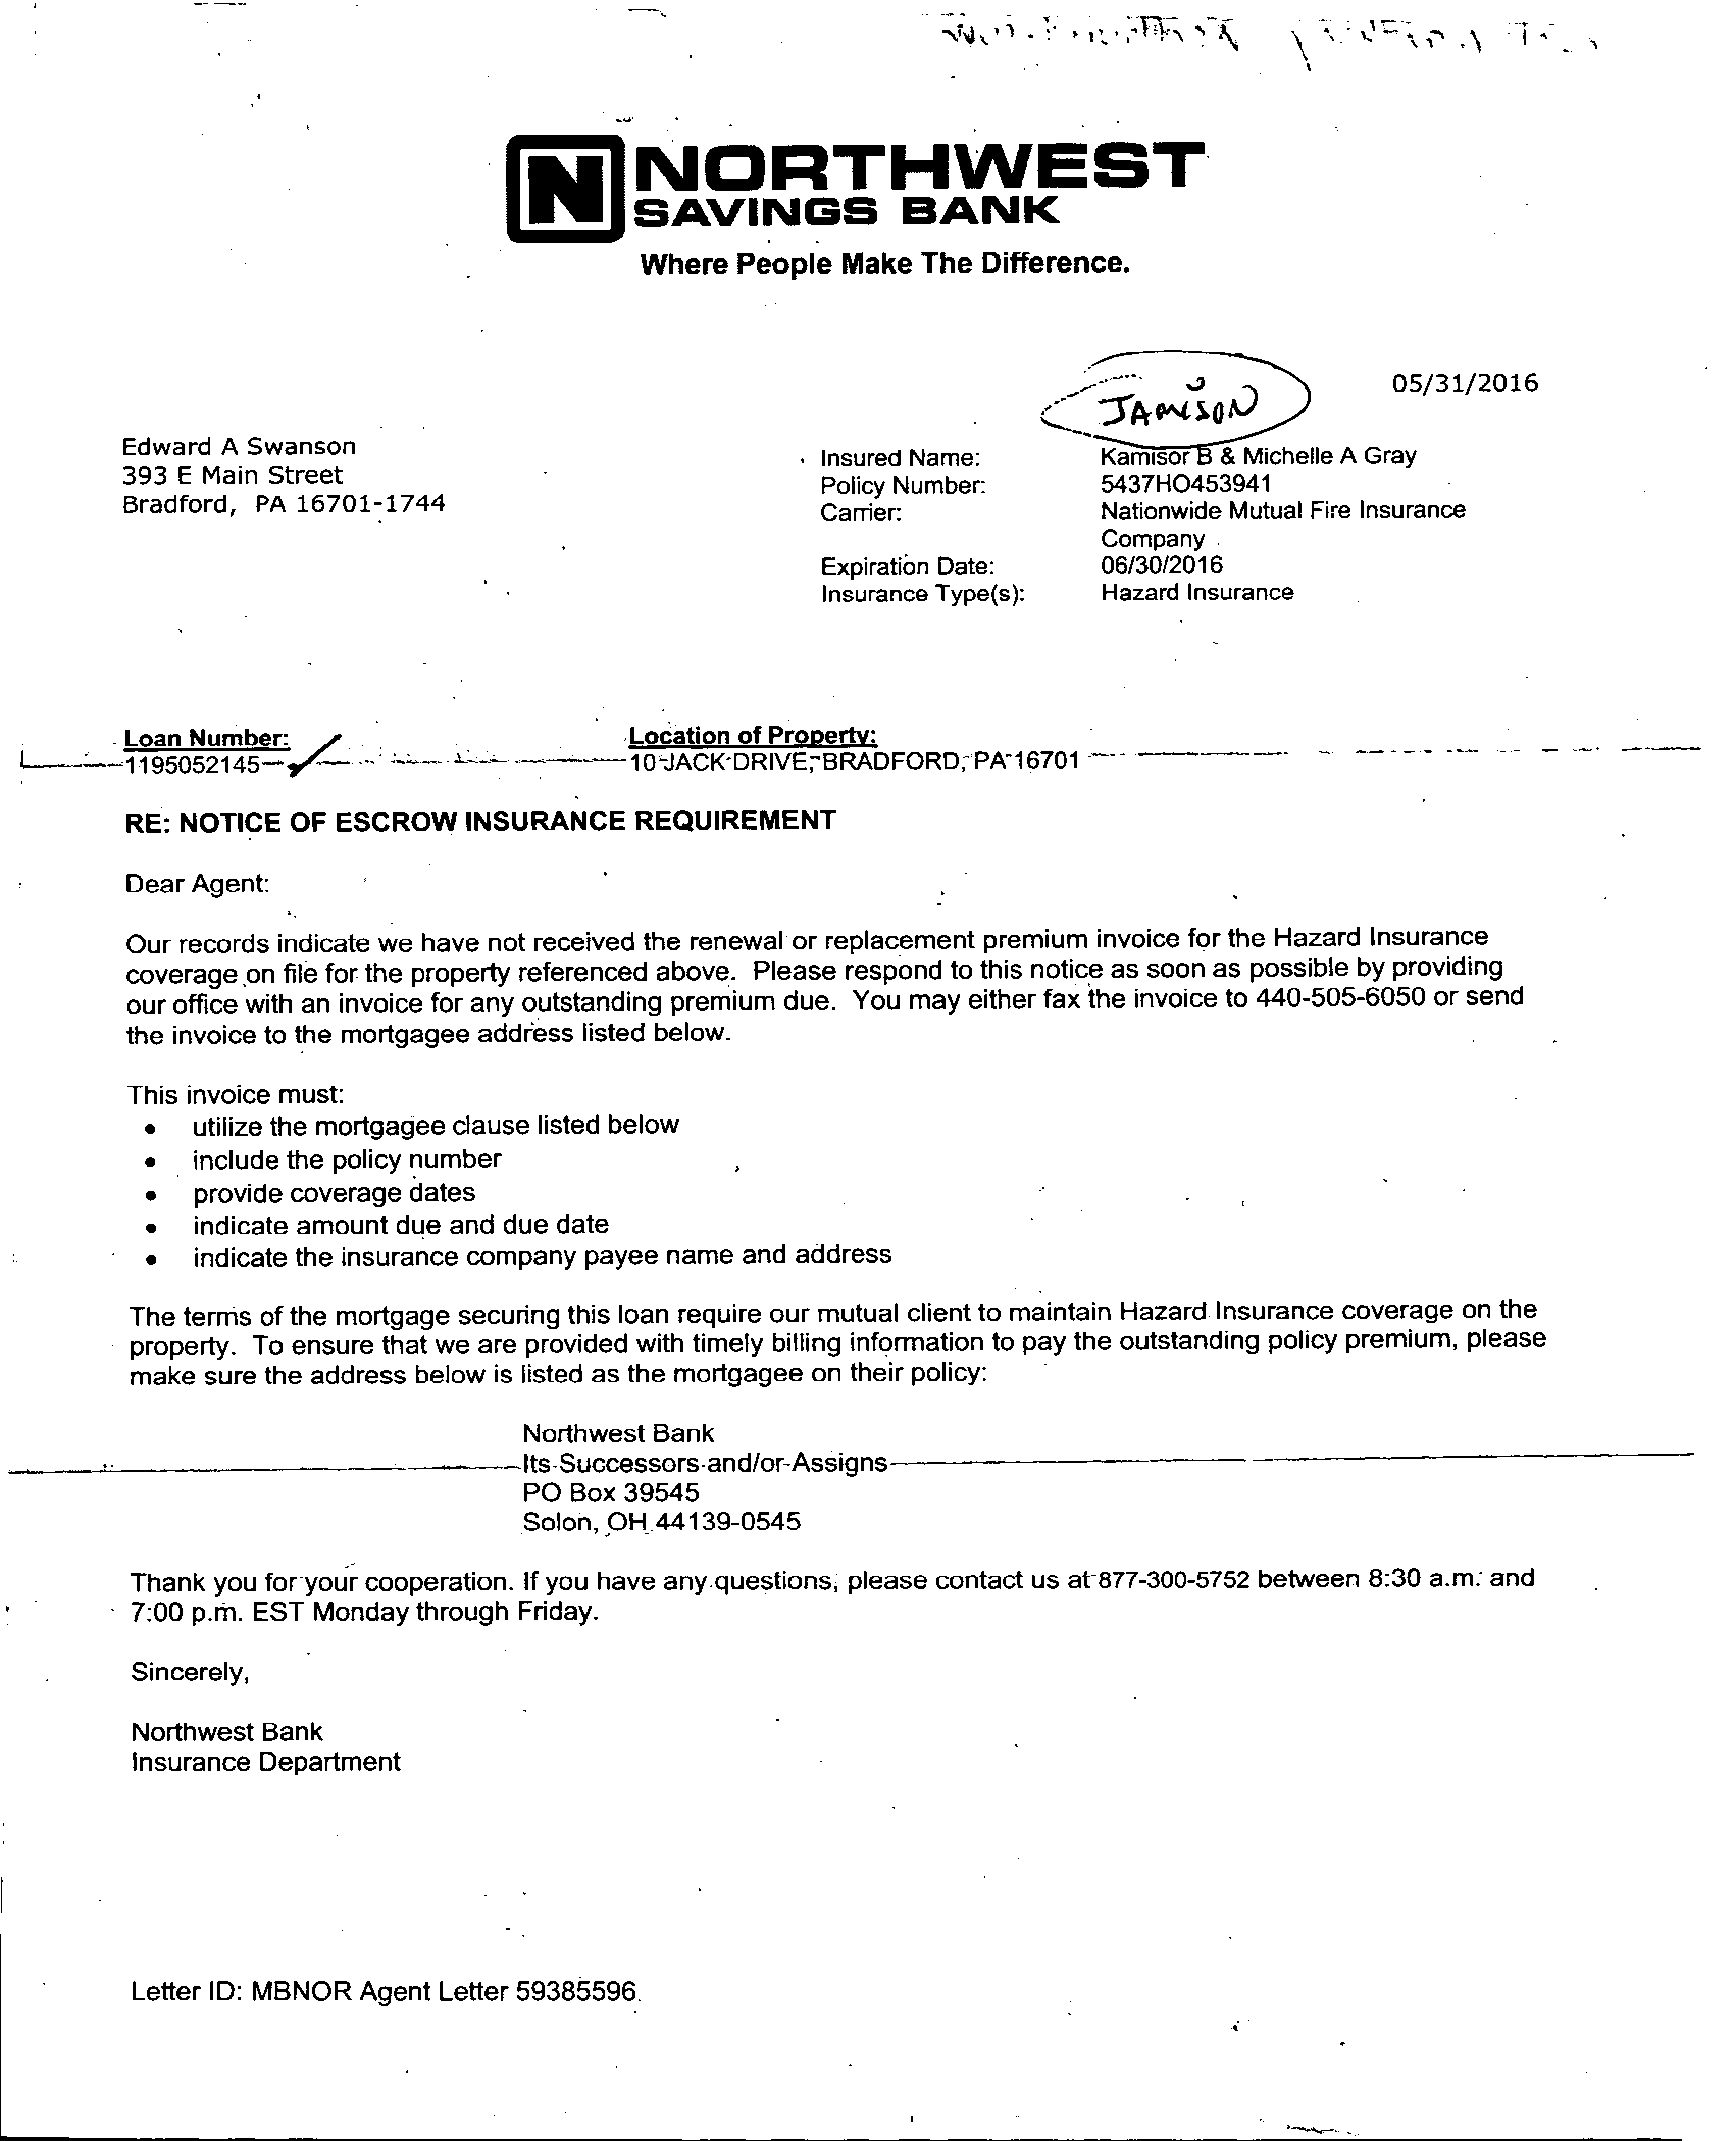 N NORTHWEST
SAVINGS BANK
Where People Make The Difference.
JAMISON
05/31/2016
Edward A Swanson
393 E Main Street
Bradford, PA 16701-1744
Insured Name: Kamisor B & Michelle A Gray
Policy Number: 5437HO453941
Carrier: Nationwide Mutual Fire Insurance
Company
Expiration Date: 06/30/2016
Insurance Type(s): Hazard Insurance
Loan Number: Location of Property:
1195052145 10 JACK DRIVE, BRADFORD, PA 16701
RE: NOTICE OF ESCROW INSURANCE REQUIREMENT
Dear Agent:
Our records indicate we have not received the renewal or replacement premium invoice for the Hazard Insurance
coverage on file for the property referenced above. Please respond to this notice as soon as possible by providing
our office with an invoice for any outstanding premium due. You may either fax the invoice to 440-505-6050 or send
the invoice to the mortgagee address listed below.
This invoice must:
• utilize the mortgagee clause listed below
• include the policy number
• provide coverage dates
• indicate amount due and due date
• indicate the insurance company payee name and address
The terms of the mortgage securing this loan require our mutual client to maintain Hazard Insurance coverage on the
property. To ensure that we are provided with timely billing information to pay the outstanding policy premium, please
make sure the address below is listed as the mortgagee on their policy:
Northwest Bank
Its Successors and/or Assigns
PO Box 39545
Solon, OH 44139-0545
Thank you for your cooperation. If you have any questions, please contact us at 877-300-5752 between 8:30 a.m. and
7:00 p.m. EST Monday through Friday.
Sincerely,
Northwest Bank
Insurance Department
Letter ID: MBNOR Agent Letter 59385596